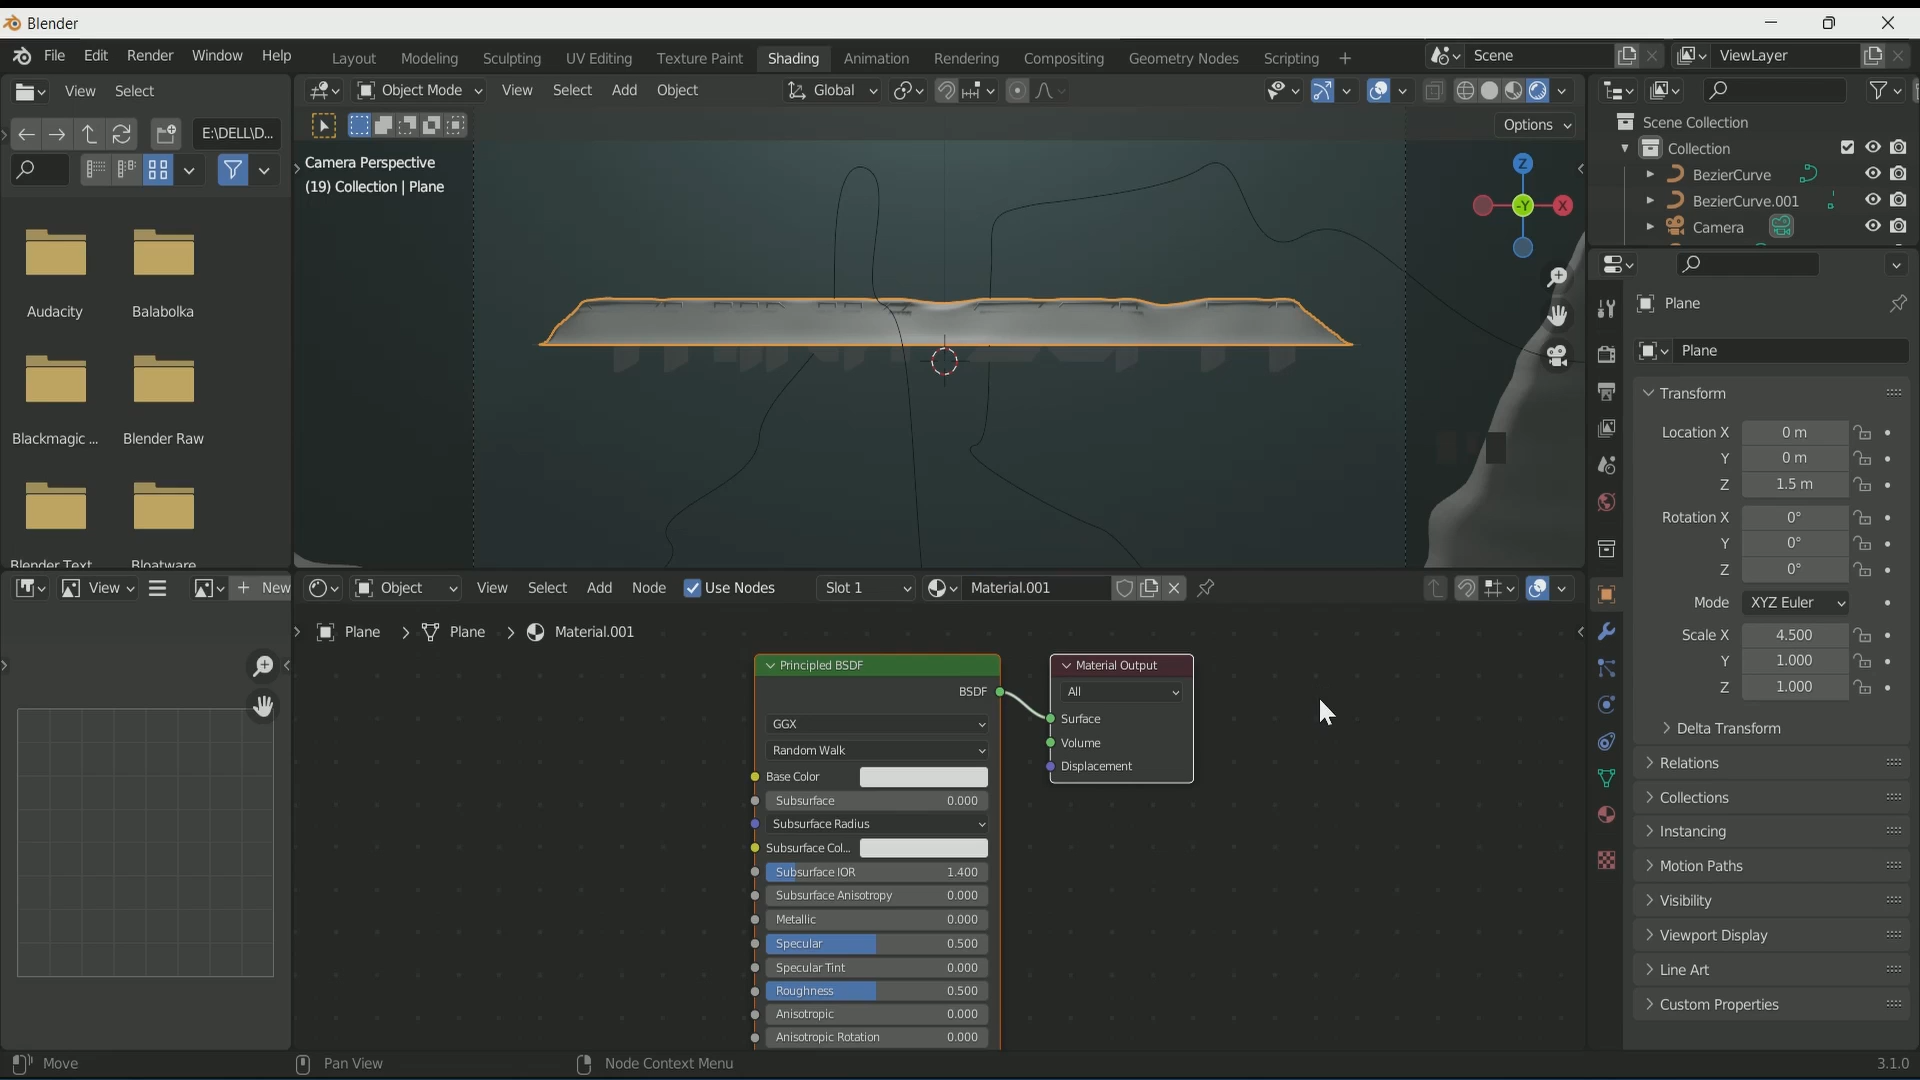 Blender
File Edit Render Window Help
Layout Modeling Sculpting UV Editing Texture Paint Shading Animation Rendering Compositing Geometry Nodes Scripting +
Scene
ViewLayer
View Select
Object Mode View Select Add Object
Global
E:\DELL\D...
Options
Camera Perspective
(19) Collection | Plane
Z
-Y
X
Scene Collection
Collection
BezierCurve
BezierCurve.001
Camera
Audacity
Balabolka
Blackmagic ...
Blender Raw
Blender Text
Bloatware
Plane
Plane
Transform
Location X 0 m
Y 0 m
Z 1.5 m
Rotation X 0°
Y 0°
Z 0°
Mode XYZ Euler
Scale X 4.500
Y 1.000
Z 1.000
Delta Transform
Relations
Collections
Instancing
Motion Paths
Visibility
Viewport Display
Line Art
Custom Properties
View
+ New
Object View Select Add Node Use Nodes Slot 1 Material.001
Plane > Plane > Material.001
Principled BSDF
BSDF
GGX
Random Walk
Base Color
Subsurface 0.000
Subsurface Radius
Subsurface Col...
Subsurface IOR 1.400
Subsurface Anisotropy 0.000
Metallic 0.000
Specular 0.500
Specular Tint 0.000
Roughness 0.500
Anisotropic 0.000
Anisotropic Rotation 0.000
Material Output
All
Surface
Volume
Displacement
Move
Pan View
Node Context Menu
3.1.0